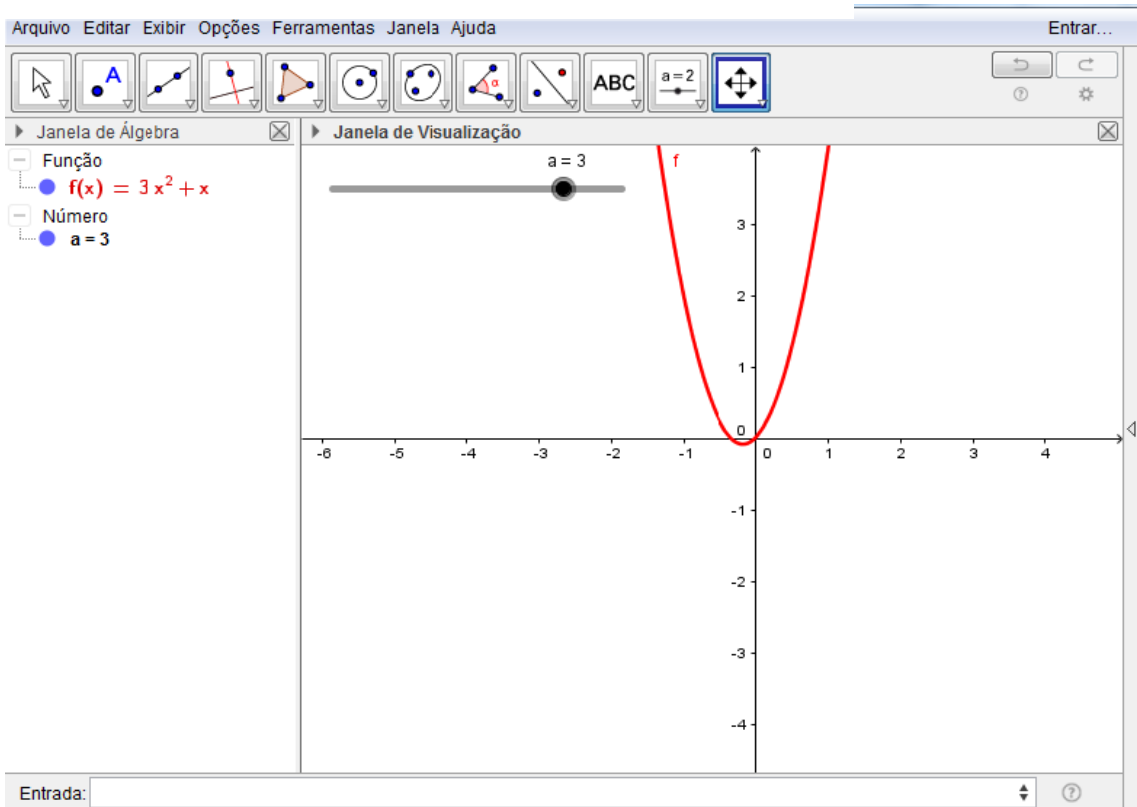 Arquivo Editar Exibir Opções Ferramentas Janela Ajuda Entrar...
A α ABC a = 2
Janela de Álgebra
Janela de Visualização
Função
f(x) = 3 x² + x
Número
a = 3
a = 3
f
3
2
1
0
-6 -5 -4 -3 -2 -1 0 1 2 3 4
-1
-2
-3
-4
Entrada: